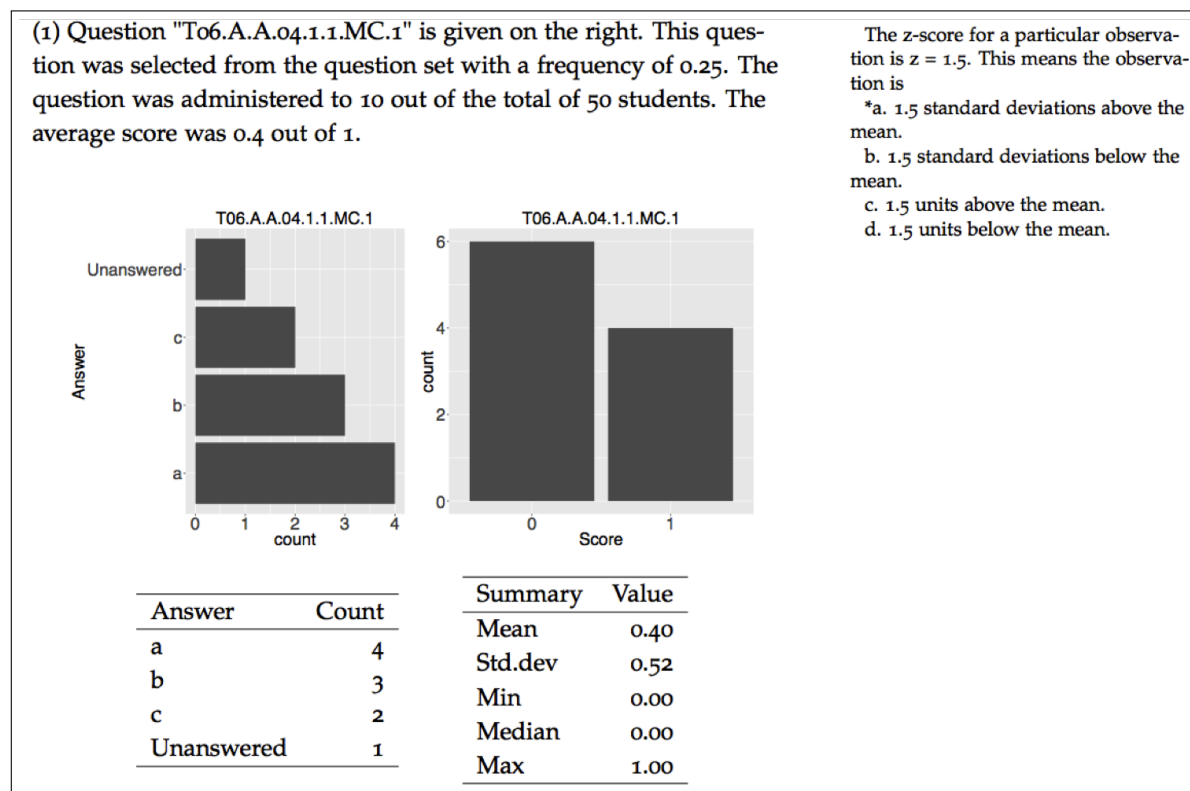 (1) Question "T06.A.A.04.1.1.MC.1" is given on the right. This ques-
tion was selected from the question set with a frequency of 0.25. The
question was administered to 10 out of the total of 50 students. The
average score was 0.4 out of 1.
The z-score for a particular observa-
tion is z = 1.5. This means the observa-
tion is
*a. 1.5 standard deviations above the
mean.
b. 1.5 standard deviations below the
mean.
c. 1.5 units above the mean.
d. 1.5 units below the mean.
T06.A.A.04.1.1.MC.1
Unanswered
c
b
a
Answer
0 1 2 3 4
count
T06.A.A.04.1.1.MC.1
6
4
2
0
count
0 1
Score
Answer Count
a 4
b 3
c 2
Unanswered 1
Summary Value
Mean 0.40
Std.dev 0.52
Min 0.00
Median 0.00
Max 1.00